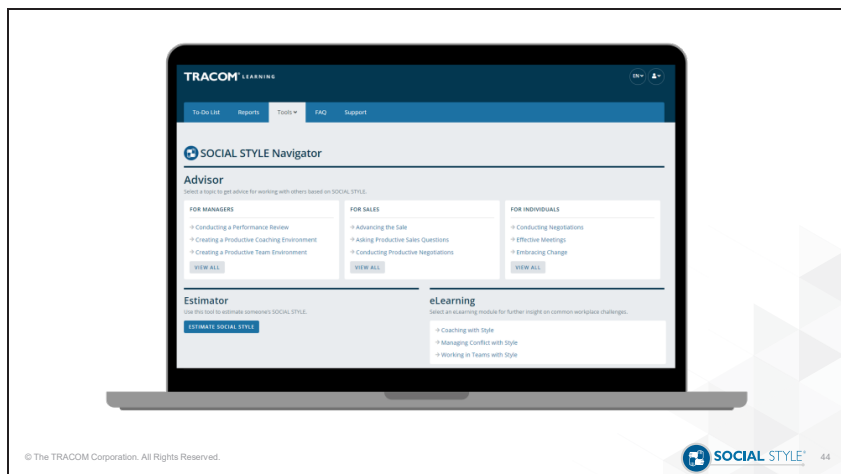 TRACOM® LEARNING
EN
To-Do List Reports Tools FAQ Support
SOCIAL STYLE Navigator
Advisor
Select a topic to get advice for working with others based on SOCIAL STYLE.
FOR MANAGERS
→ Conducting a Performance Review
→ Creating a Productive Coaching Environment
→ Creating a Productive Team Environment
VIEW ALL
FOR SALES
→ Advancing the Sale
→ Asking Productive Sales Questions
→ Conducting Productive Negotiations
VIEW ALL
FOR INDIVIDUALS
→ Conducting Negotiations
→ Effective Meetings
→ Embracing Change
VIEW ALL
Estimator
Use this tool to estimate someone's SOCIAL STYLE.
ESTIMATE SOCIAL STYLE
eLearning
Select an eLearning module for further insight on common workplace challenges.
→ Coaching with Style
→ Managing Conflict with Style
→ Working in Teams with Style
© The TRACOM Corporation. All Rights Reserved.
SOCIAL STYLE® 44